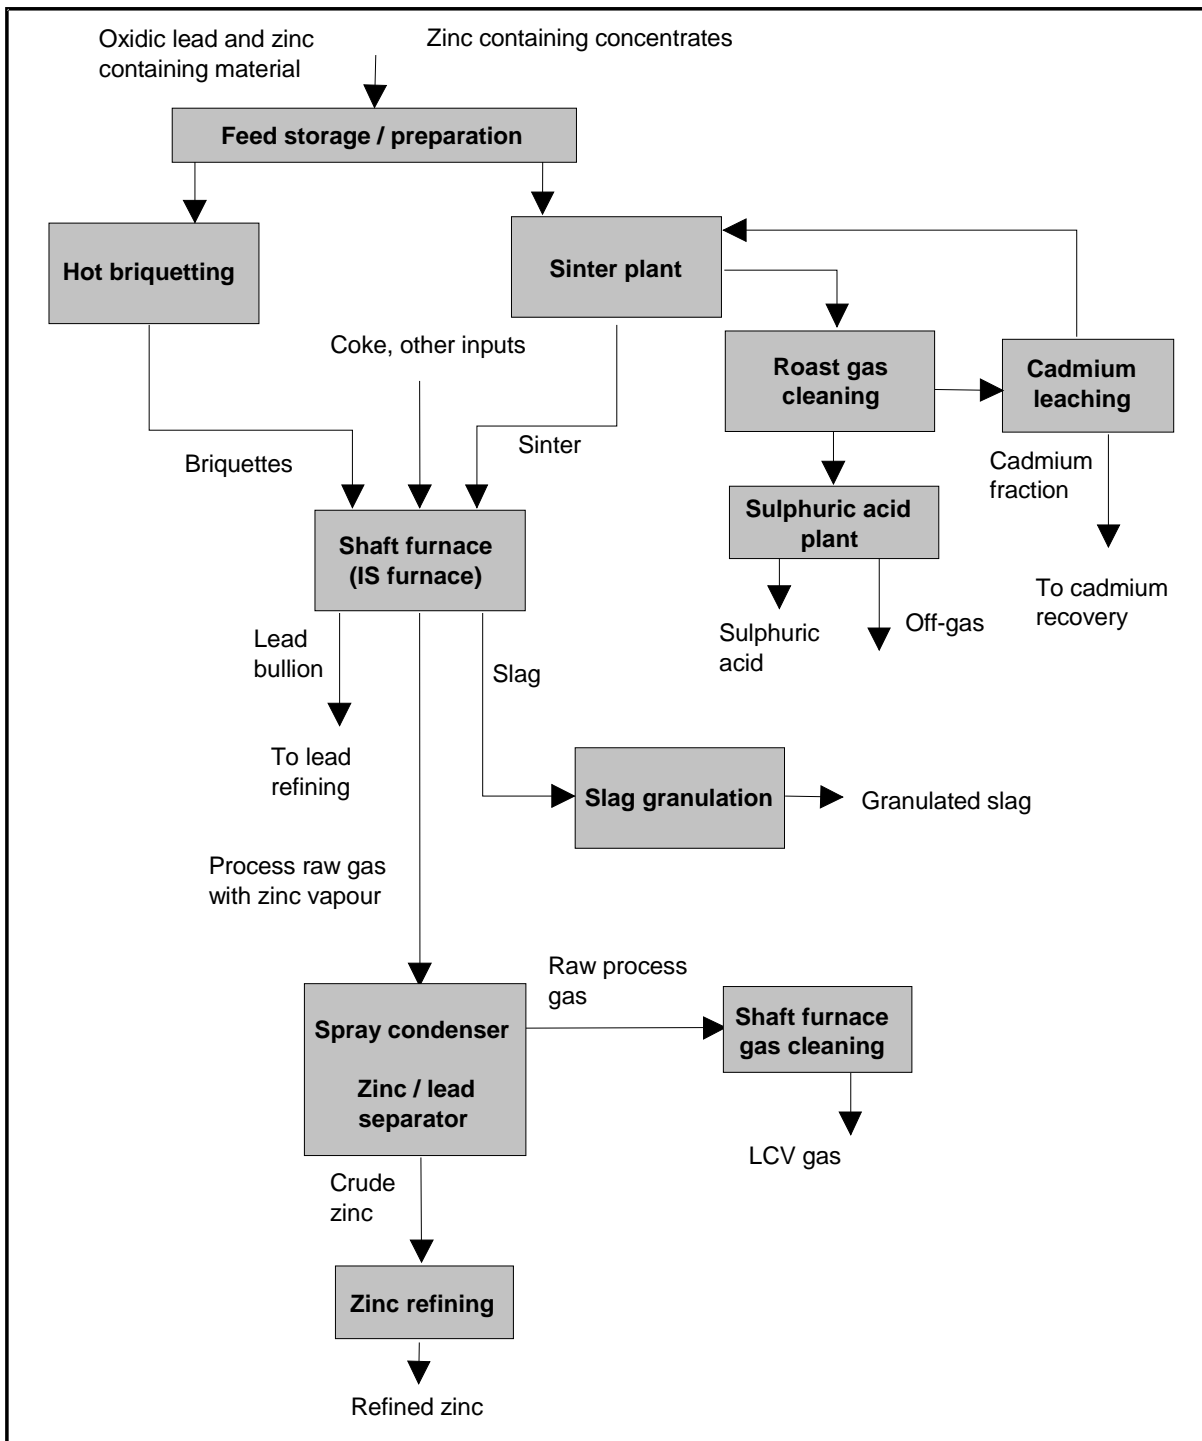 Oxidic lead and zinc
containing material
Zinc containing concentrates
Feed storage / preparation
Hot briquetting
Sinter plant
Coke, other inputs
Roast gas
cleaning
Cadmium
leaching
Briquettes
Sinter
Cadmium
fraction
Sulphuric acid
plant
Shaft furnace
(IS furnace)
To cadmium
recovery
Sulphuric
acid
Off-gas
Lead
bullion
Slag
To lead
refining
Slag granulation
Granulated slag
Process raw gas
with zinc vapour
Raw process
gas
Spray condenser
Zinc / lead
separator
Shaft furnace
gas cleaning
LCV gas
Crude
zinc
Zinc refining
Refined zinc